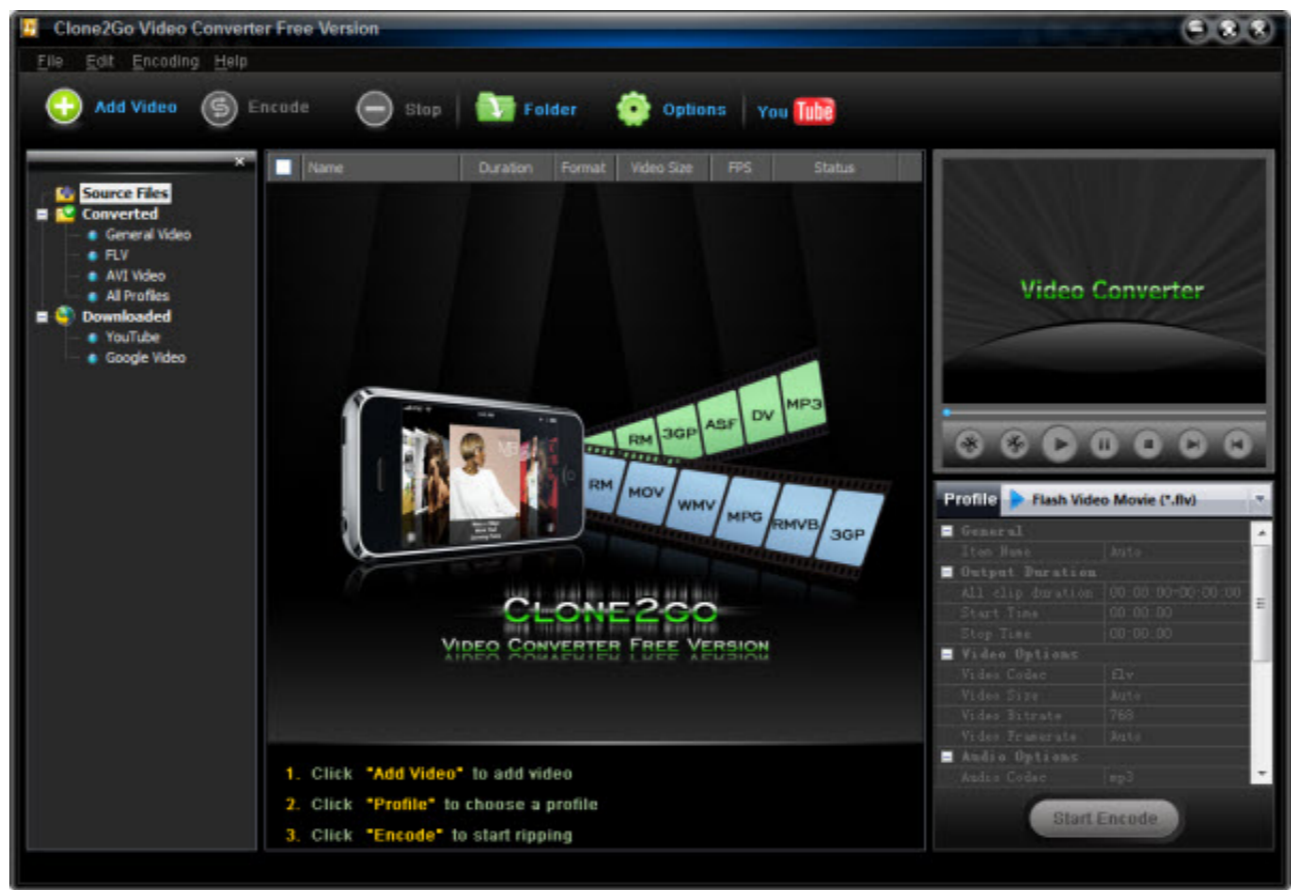 Clone2Go Video Converter Free Version
File Edit Encoding Help
Add Video Encode Stop Folder Options You Tube
Name Duration Format Video Size FPS Status
Source Files
Converted
General Video
FLV
AVI Video
All Profiles
Downloaded
YouTube
Google Video
RM 3GP ASF DV MP3
RM MOV WMV MPG RMVB 3GP
CLONE2GO
VIDEO CONVERTER FREE VERSION
1. Click "Add Video" to add video
2. Click "Profile" to choose a profile
3. Click "Encode" to start ripping
Video Converter
Profile Flash Video Movie (*.flv)
General
Item Name Auto
Output Duration
All clip duration 00:00:00-00:00:00
Start Time 00:00:00
Stop Time 00:00:00
Video Options
Video Codec flv
Video Size Auto
Video Bitrate 768
Video Framerate Auto
Audio Options
Audio Codec mp3
Start Encode